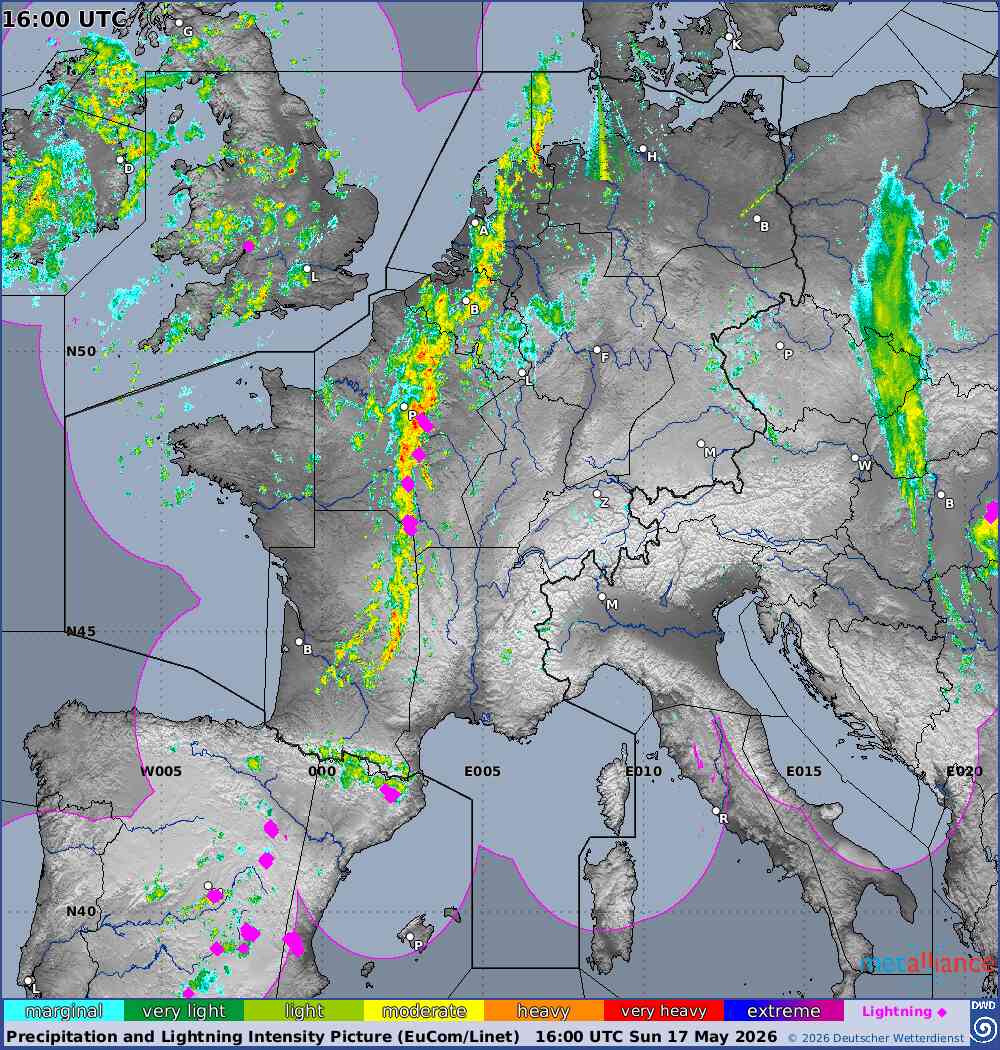 16:00 UTC
G
K
D
H
A
B
L
B
N50
F
P
L
P
M
W
Z
B
M
N45
B
W005
000
E005
E010
E015
E020
R
N40
P
L
metalliance
marginal very light light moderate heavy very heavy extreme Lightning ◆ DWD
Precipitation and Lightning Intensity Picture (EuCom/Linet) 16:00 UTC Sun 17 May 2026 © 2026 Deutscher Wetterdienst